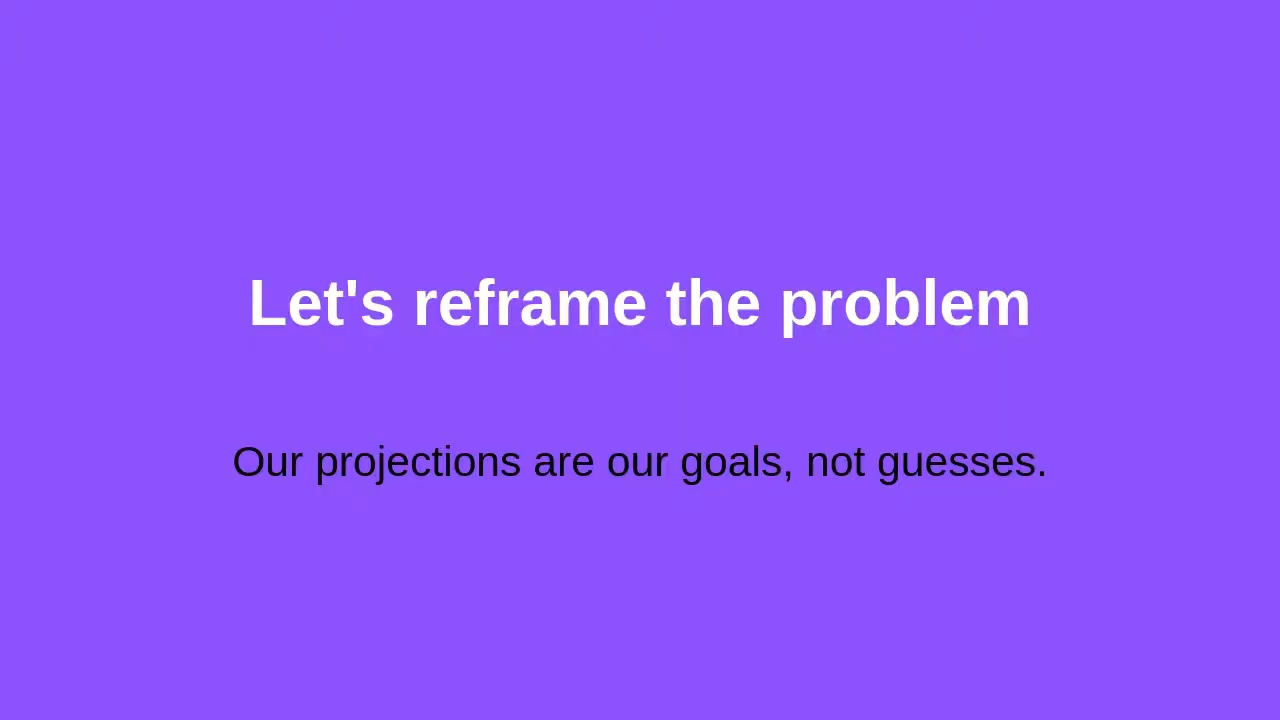 Let's reframe the problem
Our projections are our goals, not guesses.